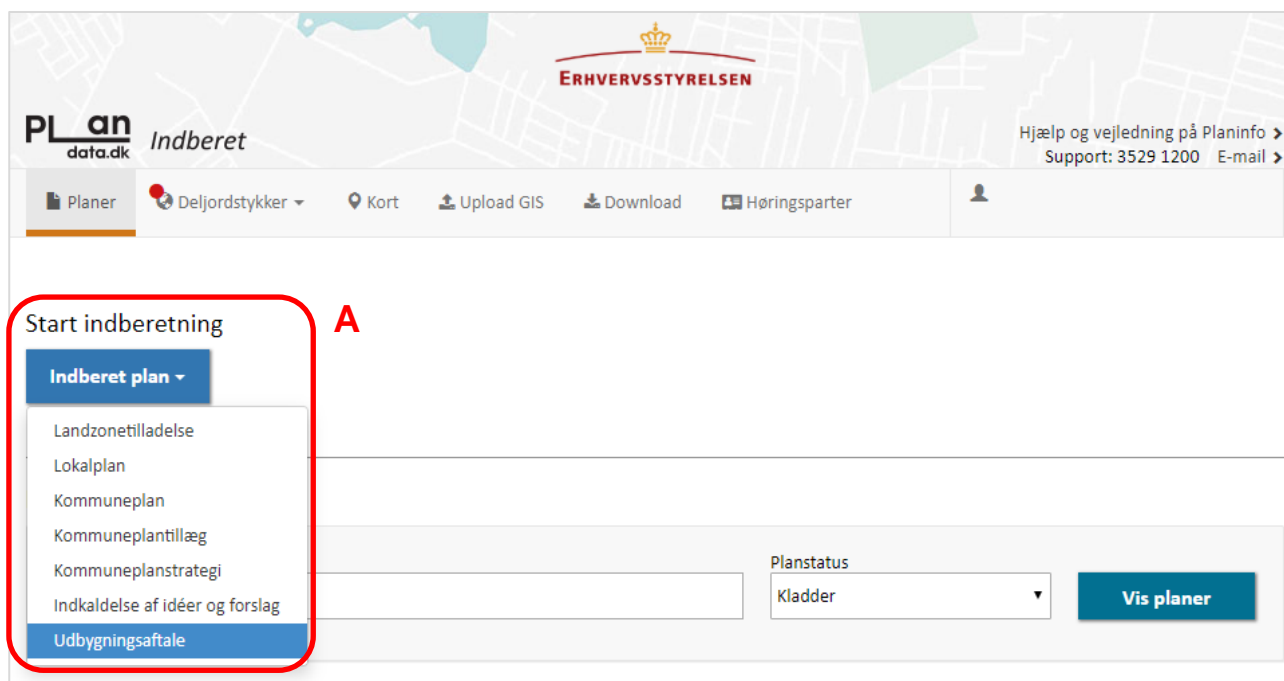 ERHVERVSSTYRELSEN
PLan
data.dk
Indberet
Hjælp og vejledning på Planinfo
Support: 3529 1200 E-mail
Planer Deljordstykker Kort Upload GIS Download Høringsparter
Start indberetning
A
Indberet plan
Landzonetilladelse
Lokalplan
Kommuneplan
Kommuneplantillæg
Kommuneplanstrategi
Indkaldelse af idéer og forslag
Udbygningsaftale
Planstatus
Kladder
Vis planer